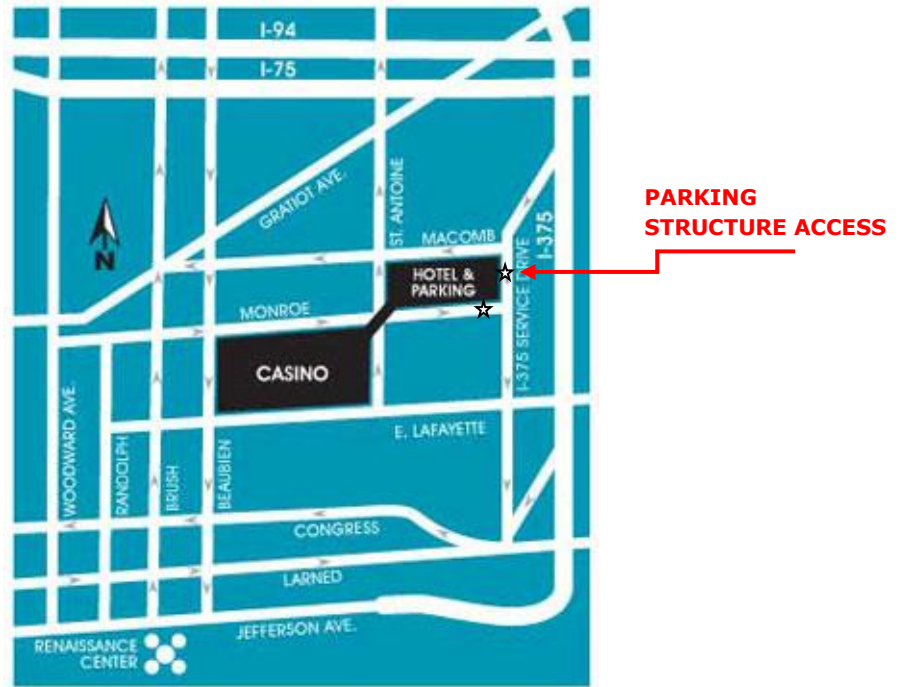 I-94
I-75
GRATIOT AVE.
ST. ANTOINE
MACOMB
I-375
I-375 SERVICE DRIVE
PARKING
STRUCTURE ACCESS
N
HOTEL &
PARKING
MONROE
CASINO
WOODWARD AVE.
RANDOLPH
BRUSH
BEAUBIEN
E. LAFAYETTE
CONGRESS
LARNED
JEFFERSON AVE.
RENAISSANCE
CENTER